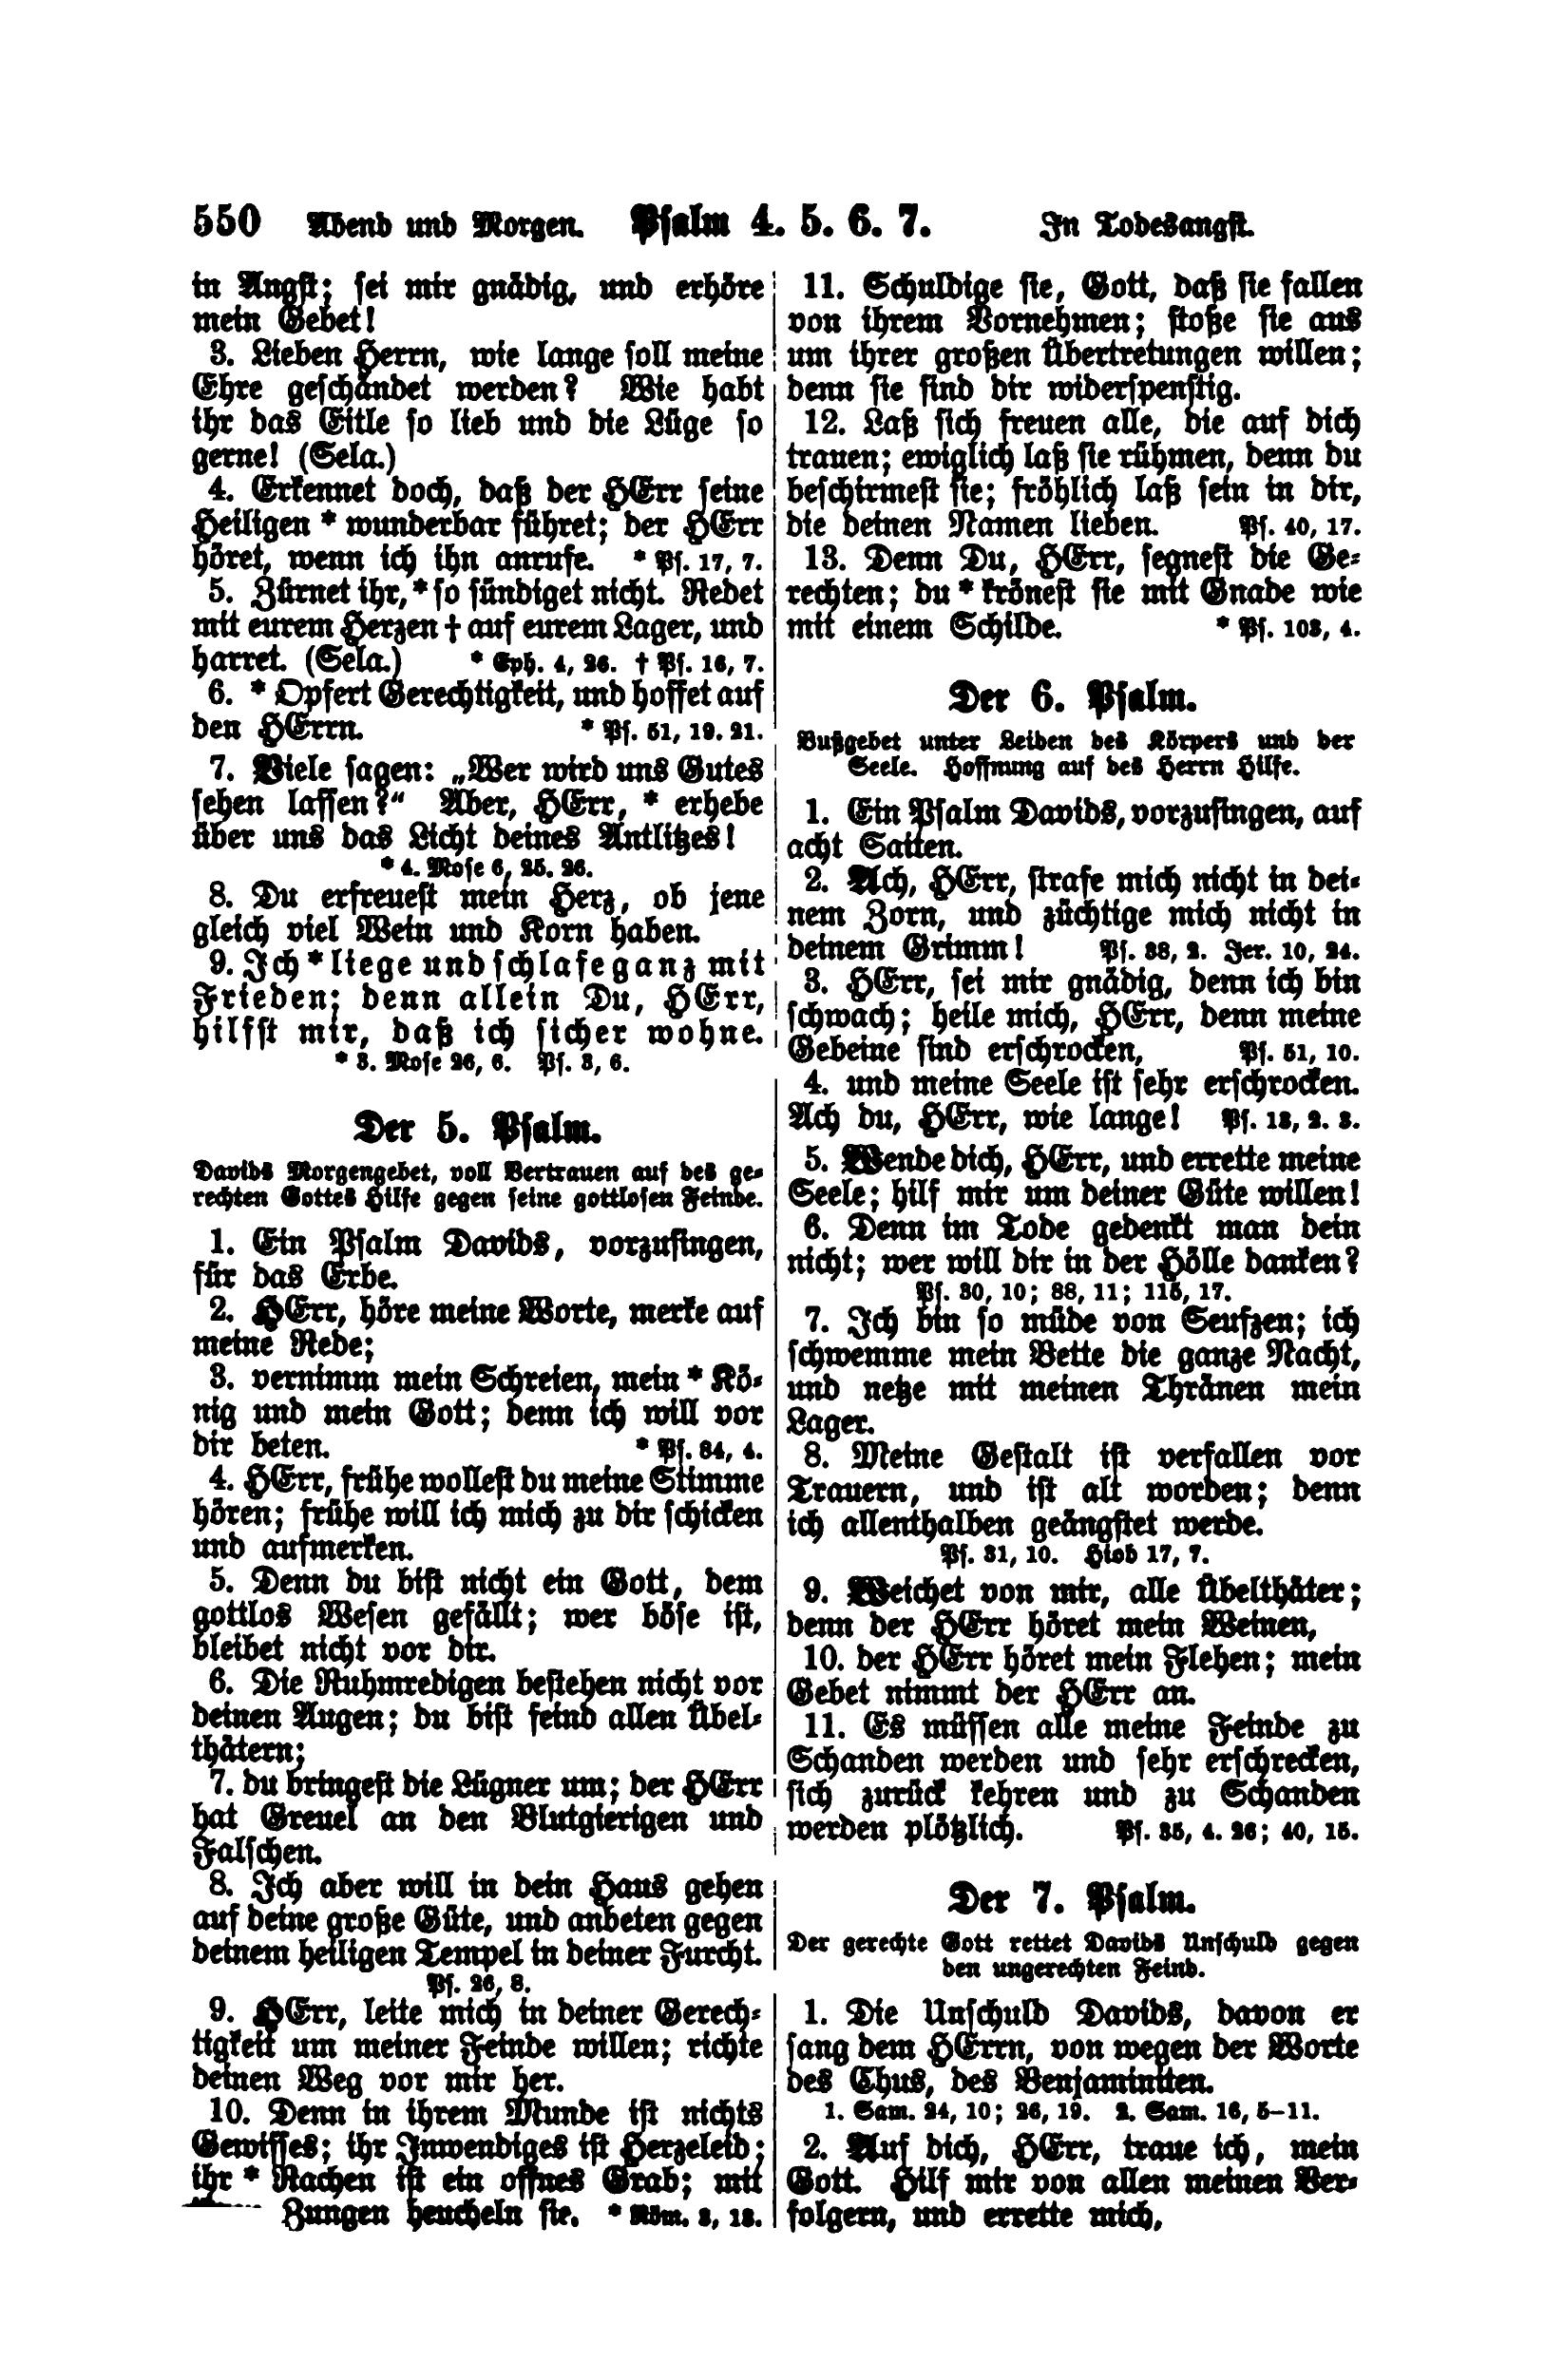 550 Abend und Morgen. Psalm 4. 5. 6. 7. In Todesangst.
in Angst; sei mir gnädig, und erhöre
mein Gebet!
3. Lieben Herrn, wie lange soll meine
Ehre geschändet werden? Wie habt
ihr das Eitle so lieb und die Lüge so
gerne! (Sela.)
4. Erkennet doch, daß der HErr seine
Heiligen * wunderbar führet; der HErr
höret, wenn ich ihn anrufe. * Ps. 17, 7.
5. Zürnet ihr, * so sündiget nicht. Redet
mit eurem Herzen † auf eurem Lager, und
harret. (Sela.) * Eph. 4, 26. † Ps. 16, 7.
6. * Opfert Gerechtigkeit, und hoffet auf
den HErrn. * Ps. 51, 19. 21.
7. Viele sagen: „Wer wird uns Gutes
sehen lassen?“ Aber, HErr, * erhebe
über uns das Licht deines Antlitzes!
* 4. Mose 6, 25. 26.
8. Du erfreuest mein Herz, ob jene
gleich viel Wein und Korn haben.
9. Ich * liege und schlafe ganz mit
Frieden; denn allein Du, HErr,
hilfst mir, daß ich sicher wohne.
* 3. Mose 26, 6. Ps. 3, 6.
Der 5. Psalm.
Davids Morgengebet, voll Vertrauen auf des ge-
rechten Gottes Hilfe gegen seine gottlosen Feinde.
1. Ein Psalm Davids, vorzusingen,
für das Erbe.
2. HErr, höre meine Worte, merke auf
meine Rede;
3. vernimm mein Schreien, mein * Kö-
nig und mein Gott; denn ich will vor
dir beten. * Ps. 84, 4.
4. HErr, frühe wollest du meine Stimme
hören; frühe will ich mich zu dir schicken
und aufmerken.
5. Denn du bist nicht ein Gott, dem
gottlos Wesen gefällt; wer böse ist,
bleibet nicht vor dir.
6. Die Ruhmredigen bestehen nicht vor
deinen Augen; du bist feind allen Übel-
thätern;
7. du bringest die Lügner um; der HErr
hat Greuel an den Blutgierigen und
Falschen.
8. Ich aber will in dein Haus gehen
auf deine große Güte, und anbeten gegen
deinem heiligen Tempel in deiner Furcht.
Ps. 26, 8.
9. HErr, leite mich in deiner Gerech-
tigkeit um meiner Feinde willen; richte
deinen Weg vor mir her.
10. Denn in ihrem Munde ist nichts
Gewisses; ihr Inwendiges ist Herzeleid;
ihr * Rachen ist ein offnes Grab; mit
Zungen heucheln sie. * Röm. 3, 13.
11. Schuldige sie, Gott, daß sie fallen
von ihrem Vornehmen; stoße sie aus
um ihrer großen Übertretungen willen;
denn sie sind dir widerspenstig.
12. Laß sich freuen alle, die auf dich
trauen; ewiglich laß sie rühmen, denn du
beschirmest sie; fröhlich laß sein in dir,
die deinen Namen lieben. Ps. 40, 17.
13. Denn Du, HErr, segnest die Ge-
rechten; du * krönest sie mit Gnade wie
mit einem Schilde. * Ps. 103, 4.
Der 6. Psalm.
Bußgebet unter Leiden des Körpers und der
Seele. Hoffnung auf des Herrn Hilfe.
1. Ein Psalm Davids, vorzusingen, auf
acht Saiten.
2. Ach, HErr, strafe mich nicht in dei-
nem Zorn, und züchtige mich nicht in
deinem Grimm! Ps. 38, 2. Jer. 10, 24.
3. HErr, sei mir gnädig, denn ich bin
schwach; heile mich, HErr, denn meine
Gebeine sind erschrocken, Ps. 51, 10.
4. und meine Seele ist sehr erschrocken.
Ach du, HErr, wie lange! Ps. 13, 2. 3.
5. Wende dich, HErr, und errette meine
Seele; hilf mir um deiner Güte willen!
6. Denn im Tode gedenkt man dein
nicht; wer will dir in der Hölle danken?
Ps. 30, 10; 88, 11; 115, 17.
7. Ich bin so müde von Seufzen; ich
schwemme mein Bette die ganze Nacht,
und netze mit meinen Thränen mein
Lager.
8. Meine Gestalt ist verfallen vor
Trauern, und ist alt worden; denn
ich allenthalben geängstet werde.
Ps. 31, 10. Hiob 17, 7.
9. Weichet von mir, alle Übelthäter;
denn der HErr höret mein Weinen,
10. der HErr höret mein Flehen; mein
Gebet nimmt der HErr an.
11. Es müssen alle meine Feinde zu
Schanden werden und sehr erschrecken,
sich zurück kehren und zu Schanden
werden plötzlich. Ps. 35, 4. 26; 40, 15.
Der 7. Psalm.
Der gerechte Gott rettet Davids Unschuld gegen
den ungerechten Feind.
1. Die Unschuld Davids, davon er
sang dem HErrn, von wegen der Worte
des Chus, des Benjaminiten.
1. Sam. 24, 10; 26, 19. 2. Sam. 16, 5–11.
2. Auf dich, HErr, traue ich, mein
Gott. Hilf mir von allen meinen Ver-
folgern, und errette mich,